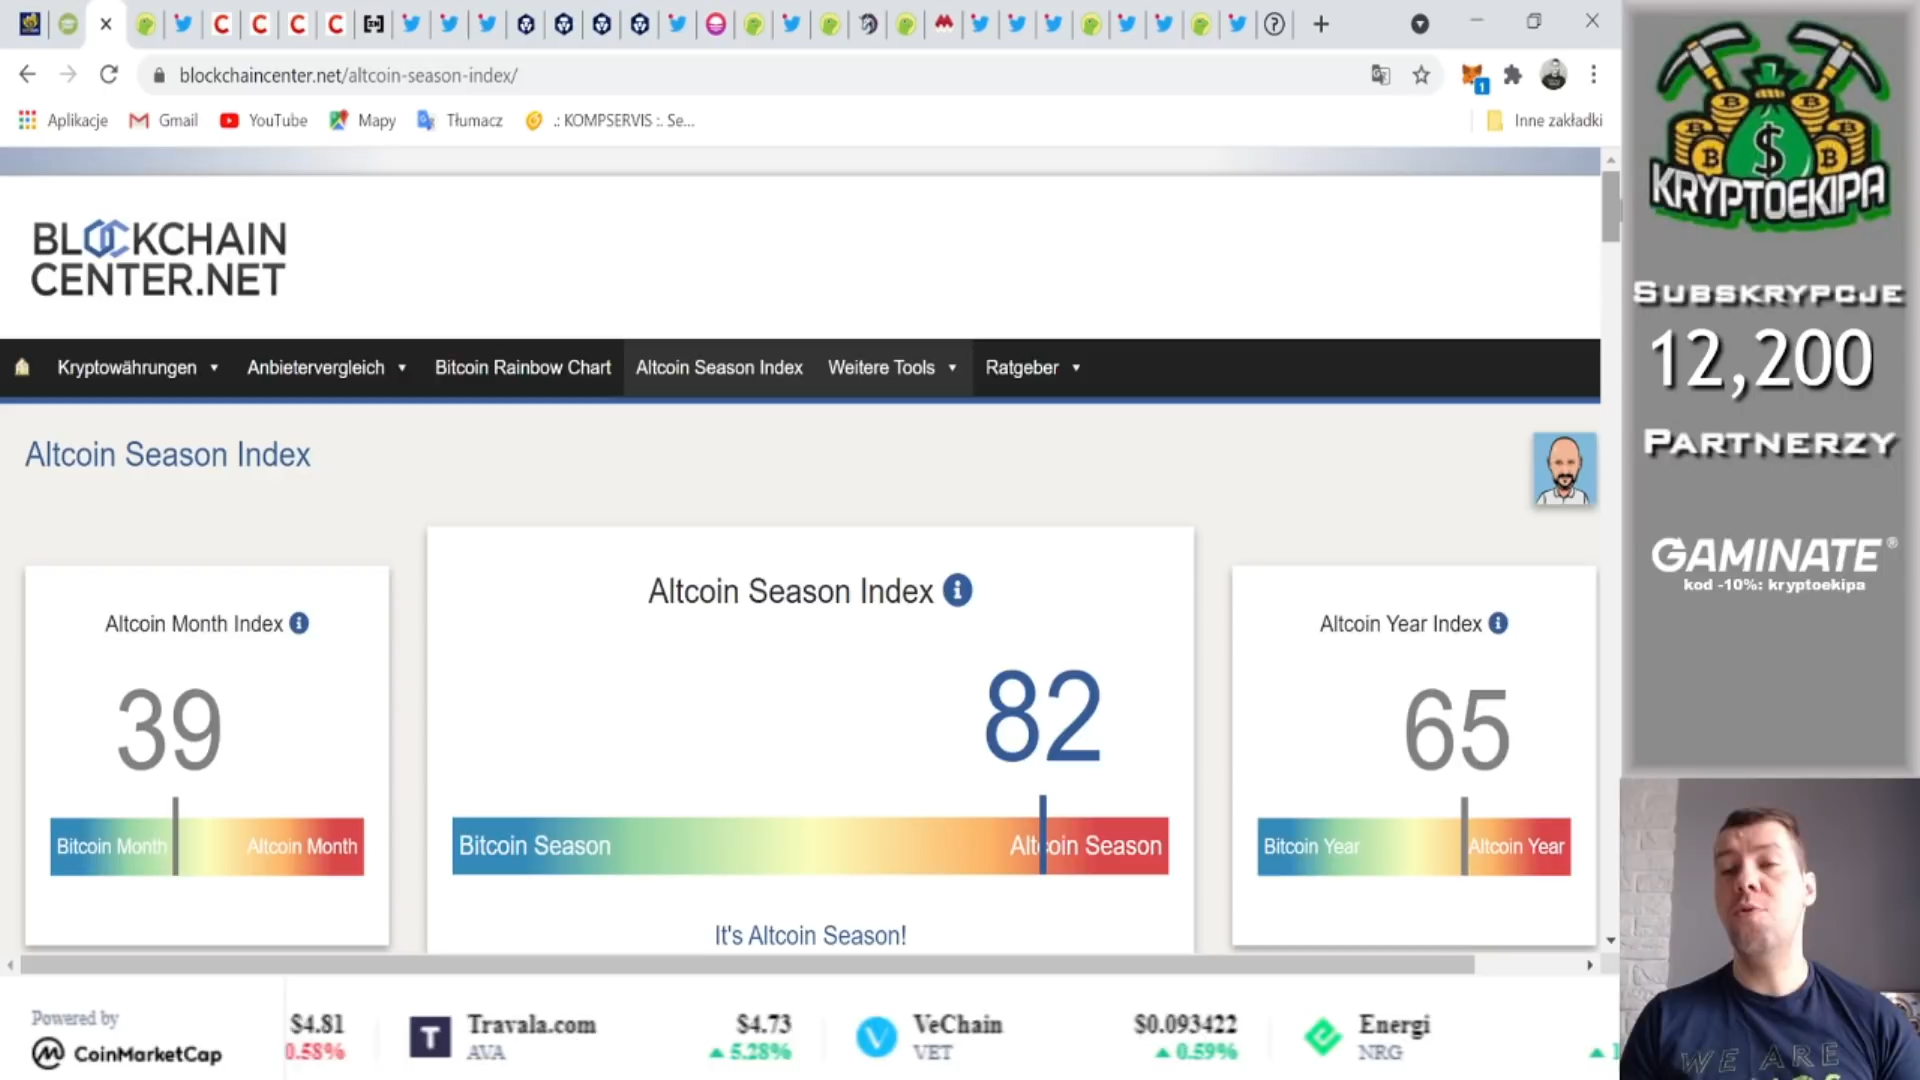 blockchaincenter.net/altcoin-season-index/
1
Aplikacje
Gmail
YouTube
Mapy
Tłumacz
.: KOMPSERVIS :. Se...
Inne zakładki
BLOCKCHAIN
CENTER.NET
Kryptowährungen
Anbietervergleich
Bitcoin Rainbow Chart
Altcoin Season Index
Weitere Tools
Ratgeber
Altcoin Season Index
Altcoin Month Index
39
Bitcoin Month
Altcoin Month
Altcoin Season Index
82
Bitcoin Season
Altcoin Season
It's Altcoin Season!
Altcoin Year Index
65
Bitcoin Year
Altcoin Year
Powered by
CoinMarketCap
$4.81
0.58%
Travala.com
AVA
$4.73
5.28%
VeChain
VET
$0.093422
0.59%
Energi
NRG
KRYPTOEKIPA
SUBSKRYPCJE
12,200
PARTNERZY
GAMINATE®
kod -10%: kryptoekipa
WE ARE